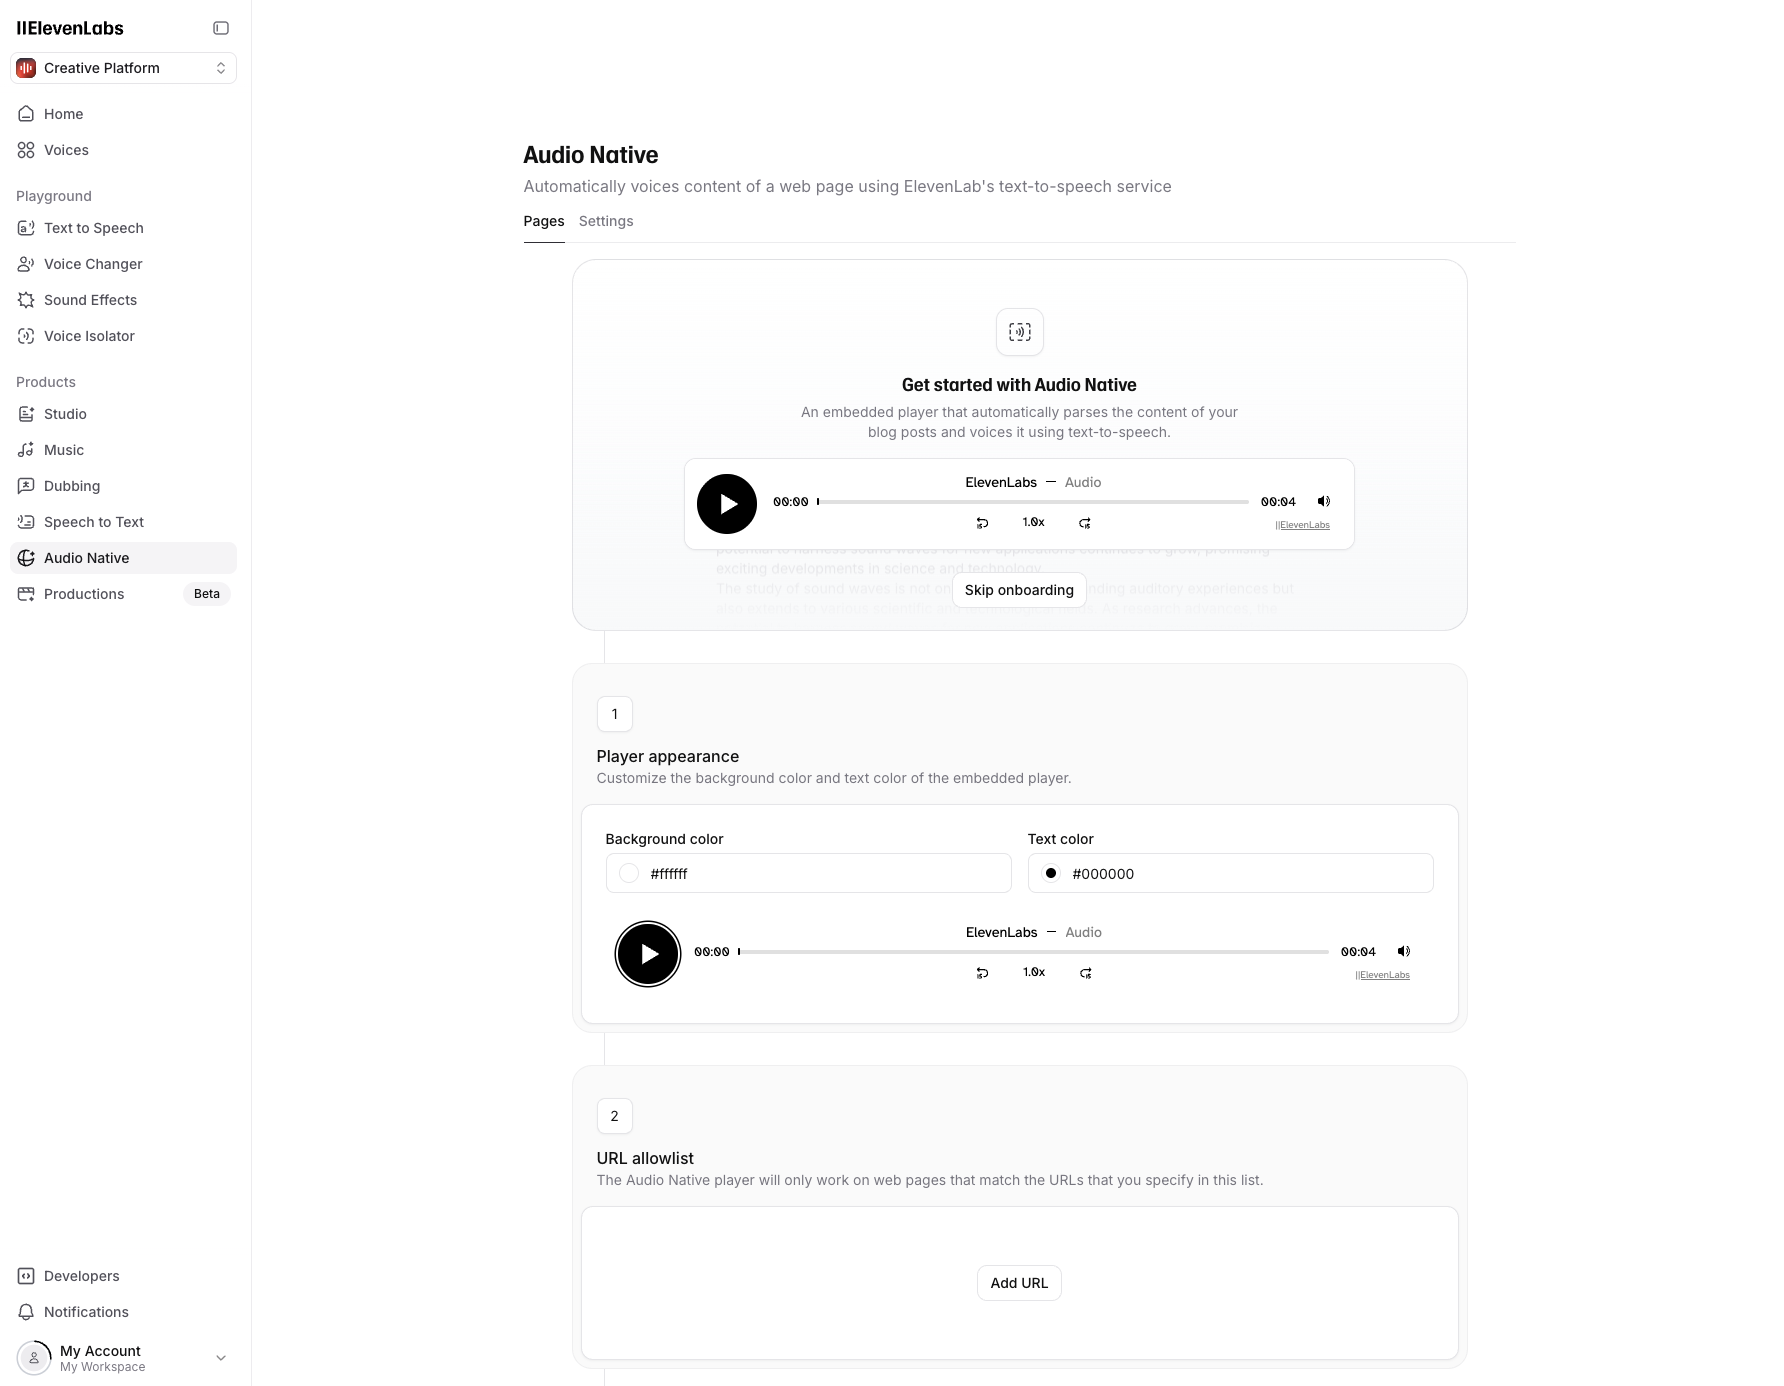 IIElevenLabs
Creative Platform
Home
Voices
Playground
Text to Speech
Voice Changer
Sound Effects
Voice Isolator
Products
Studio
Music
Dubbing
Speech to Text
Audio Native
Productions Beta
Developers
Notifications
My Account
My Workspace
Audio Native
Automatically voices content of a web page using ElevenLab's text-to-speech service
Pages Settings
Get started with Audio Native
An embedded player that automatically parses the content of your
blog posts and voices it using text-to-speech.
ElevenLabs — Audio
00:00 00:04
15 1.0x 15
||ElevenLabs
potential to harness sound waves for new applications continues to grow, promising
exciting developments in science and technology.
The study of sound waves is not on nding auditory experiences but
also extends to various scientific and technological fields. As research advances, the
Skip onboarding
1
Player appearance
Customize the background color and text color of the embedded player.
Background color Text color
#ffffff #000000
ElevenLabs — Audio
00:00 00:04
15 1.0x 15
||ElevenLabs
2
URL allowlist
The Audio Native player will only work on web pages that match the URLs that you specify in this list.
Add URL